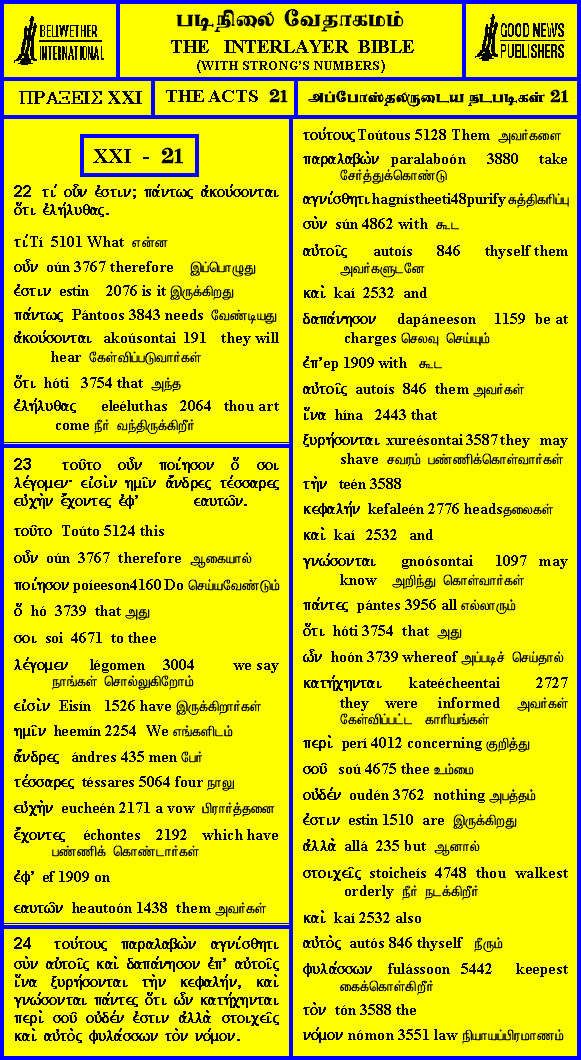 BELIWETHER
INTERNATIONAL
படிநிலை வேதாகமம்
THE INTERLAYER BIBLE
(WITH STRONG'S NUMBERS)
GOOD NEWS
PUBLISHERS
ΠΡΑΞΕΙΣ XXI
THE ACTS 21
அப்போஸ்தலருடைய நடபடிகள் 21
XXI - 21
22 τί οὖν ἐστιν; πάντως ἀκούσονται
ὅτι ἐλήλυθας.
τί Tí 5101 What என்ன
οὖν oún 3767 therefore இப்பொழுது
ἐστιν estin 2076 is it இருக்கிறது
πάντως Pántoos 3843 needs வேண்டியது
ἀκούσονται akoúsontai 191 they will
hear கேள்விப்படுவார்கள்
ὅτι hóti 3754 that அந்த
ἐλήλυθας eleéluthas 2064 thou art
come நீர் வந்திருக்கிறீர்
23 τοῦτο οὖν ποίησον ὅ σοι
λέγομεν· εἰσὶν ἡμῖν ἄνδρες τέσσαρες
εὐχὴν ἔχοντες ἐφ' ἑαυτῶν.
τοῦτο Toúto 5124 this
οὖν oún 3767 therefore ஆகையால்
ποίησον poíeeson4160 Do செய்யவேண்டும்
ὅ hó 3739 that அது
σοι soi 4671 to thee
λέγομεν légomen 3004 we say
நாங்கள் சொல்லுகிறோம்
εἰσὶν Eisín 1526 have இருக்கிறார்கள்
ἡμῖν heemín 2254 We எங்களிடம்
ἄνδρες ándres 435 men பேர்
τέσσαρες téssares 5064 four நாலு
εὐχὴν eucheén 2171 a vow பிரார்த்தனை
ἔχοντες échontes 2192 which have
பண்ணிக் கொண்டார்கள்
ἐφ' ef 1909 on
εαυτῶν heautoón 1438 them அவர்கள்
24 τούτους παραλαβὼν αγνίσθητι
σὺν αὐτοῖς καὶ δαπάνησον ἐπ' αὐτοῖς
ἵνα ξυρήσονται τὴν κεφαλήν, καὶ
γνώσονται πάντες ὅτι ὧν κατήχηνται
περὶ σοῦ οὐδέν ἐστιν ἀλλὰ στοιχεῖς
καὶ αὐτὸς φυλάσσων τὸν νόμον.
τούτους Toútous 5128 Them அவர்களை
παραλαβὼν paralaboón 3880 take
சேர்த்துக்கொண்டு
αγνίσθητι hagnístheeti48purify சுத்திகரிப்பு
σὺν sún 4862 with கூட
αὐτοῖς autoís 846 thyself them
அவர்களுடனே
καὶ kaí 2532 and
δαπάνησον dapáneeson 1159 be at
charges செலவு செய்யும்
ἐπ' ep 1909 with கூட
αὐτοῖς autoís 846 them அவர்கள்
ἵνα hína 2443 that
ξυρήσονται xureésontai 3587 they may
shave சவரம் பண்ணிக்கொள்வார்கள்
τὴν teén 3588
κεφαλήν kefaleén 2776 headsதலைகள்
καὶ kaí 2532 and
γνώσονται gnoósontai 1097 may
know அறிந்து கொள்வார்கள்
πάντες pántes 3956 all எல்லாரும்
ὅτι hóti 3754 that அது
ὧν hoón 3739 whereof அப்படிச் செய்தால்
κατήχηνται kateécheentai 2727
they were informed அவர்கள்
கேள்விப்பட்ட காரியங்கள்
περὶ perí 4012 concerning குறித்து
σοῦ soú 4675 thee உம்மை
οὐδέν oudén 3762 nothing அபத்தம்
ἐστιν estin 1510 are இருக்கிறது
ἀλλὰ allá 235 but ஆனால்
στοιχεῖς stoicheís 4748 thou walkest
orderly நீர் நடக்கிறீர்
καὶ kaí 2532 also
αὐτὸς autós 846 thyself நீரும்
φυλάσσων fulássoon 5442 keepest
கைக்கொள்கிறீர்
τὸν tón 3588 the
νόμον nómon 3551 law நியாயப்பிரமாணம்